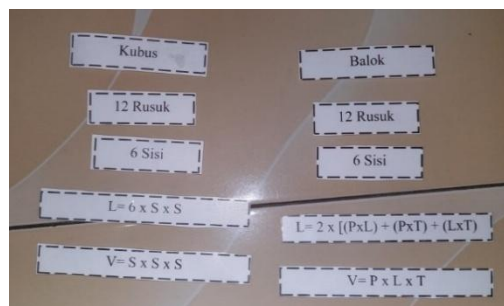 Kubus
12 Rusuk
6 Sisi
L= 6 x S x S
V= S x S x S
Balok
12 Rusuk
6 Sisi
L= 2 x [(PxL) + (PxT) + (LxT)
V= P x L x T